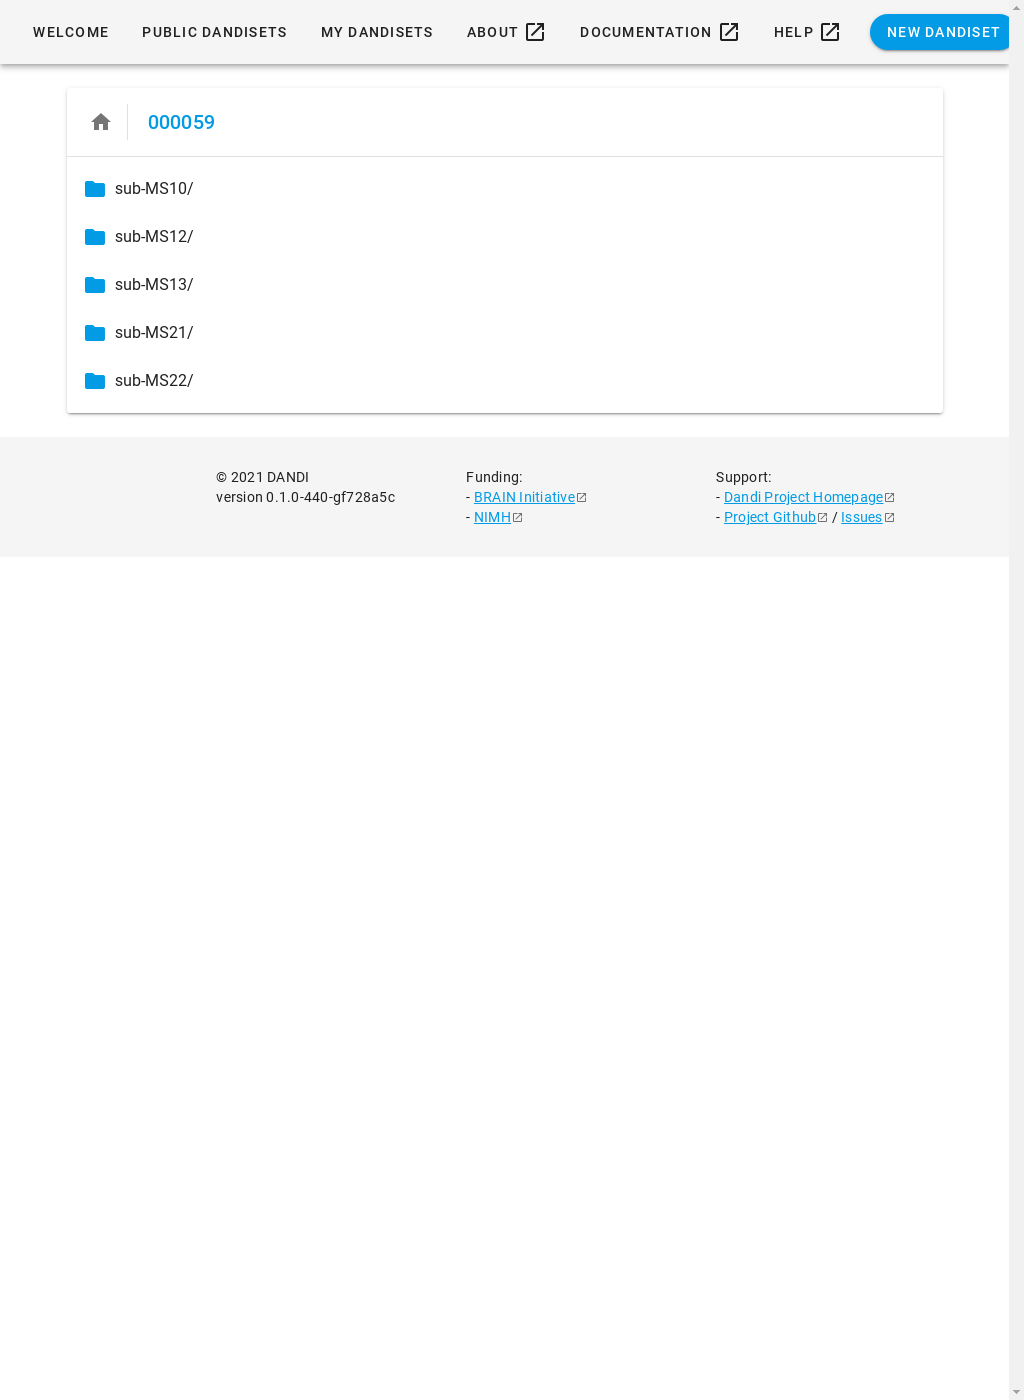 WELCOME PUBLIC DANDISETS MY DANDISETS ABOUT DOCUMENTATION HELP NEW DANDISET
000059
sub-MS10/
sub-MS12/
sub-MS13/
sub-MS21/
sub-MS22/
© 2021 DANDI
version 0.1.0-440-gf728a5c
Funding:
- BRAIN Initiative
- NIMH
Support:
- Dandi Project Homepage
- Project Github / Issues